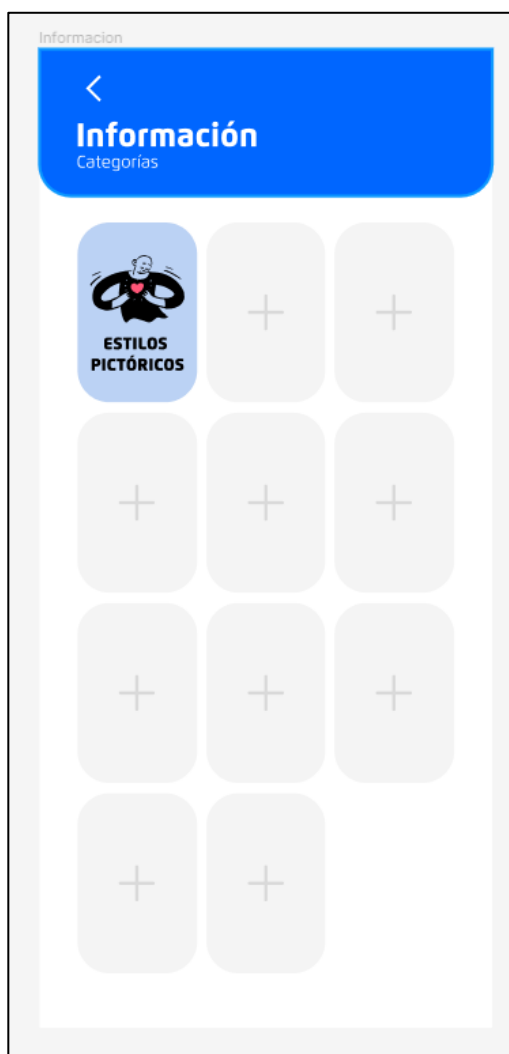 Informacion
Información
Categorías
ESTILOS
PICTÓRICOS